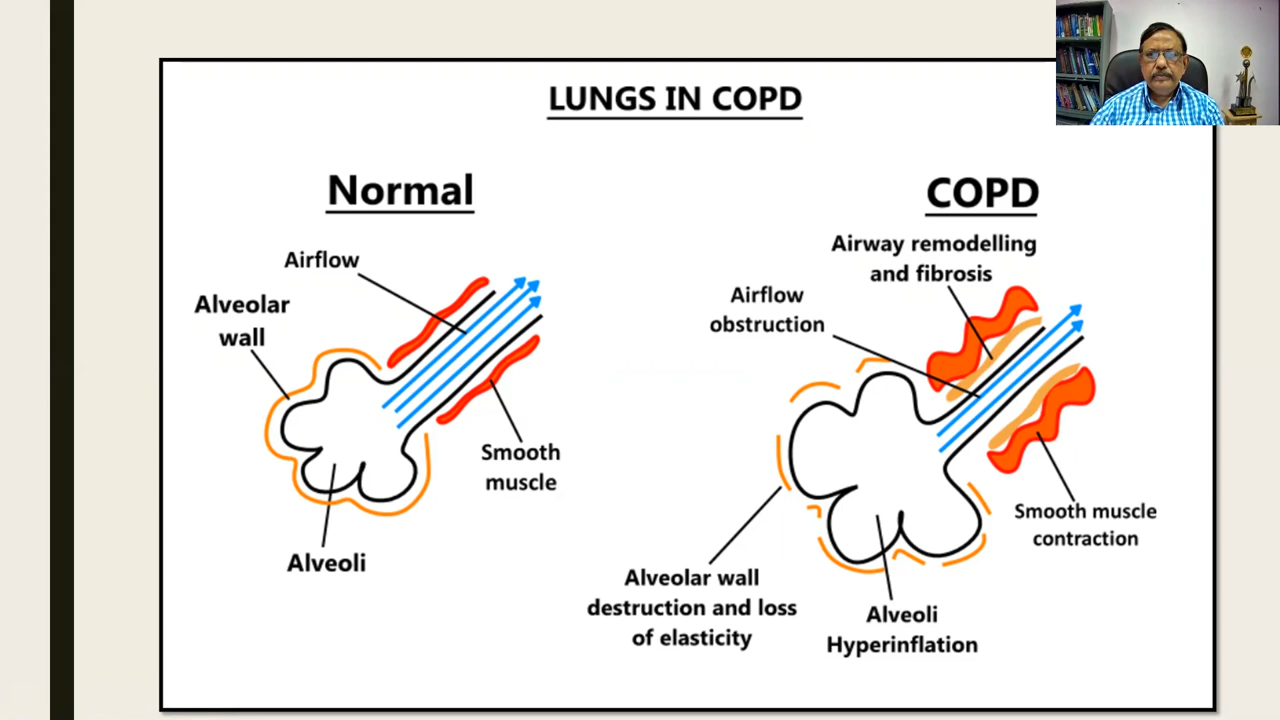 LUNGS IN COPD
Normal
Airflow
Alveolar
wall
Smooth
muscle
Alveoli
COPD
Airway remodelling
and fibrosis
Airflow
obstruction
Smooth muscle
contraction
Alveolar wall
destruction and loss
of elasticity
Alveoli
Hyperinflation